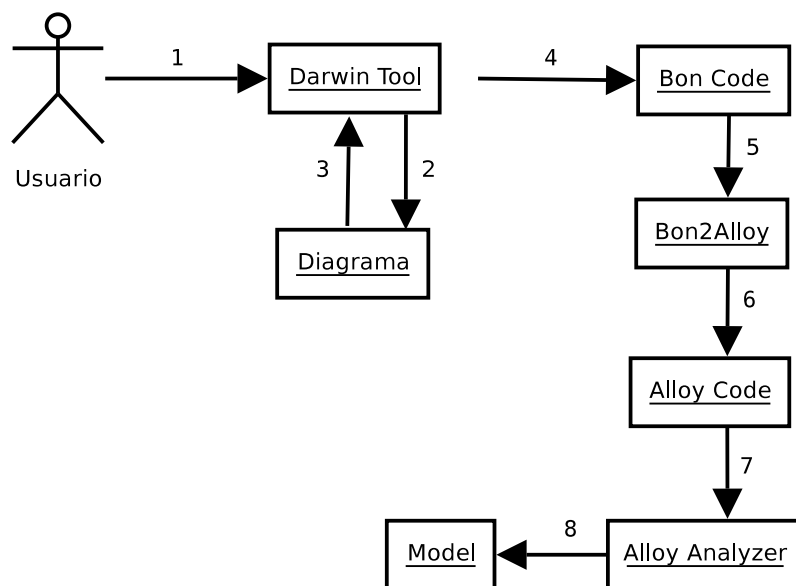 1
Darwin Tool
4
Bon Code
Usuario
3
2
5
Diagrama
Bon2Alloy
6
Alloy Code
7
Model
8
Alloy Analyzer